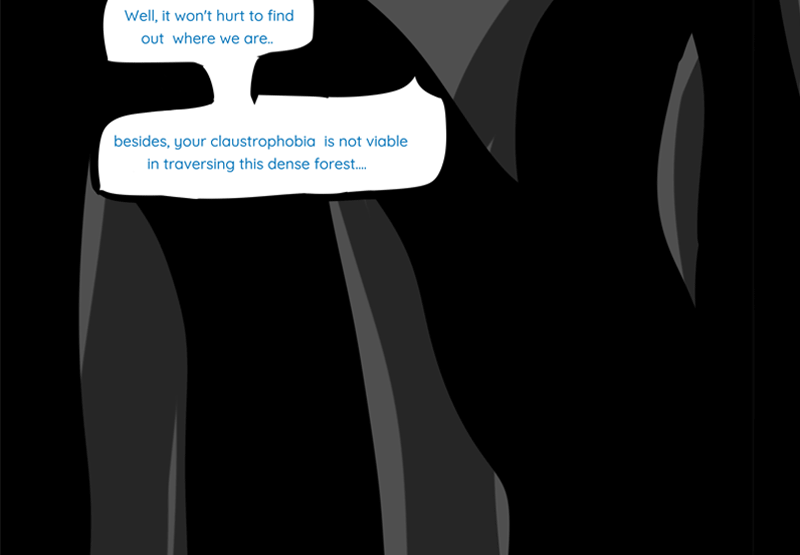 Well, it won't hurt to find
out where we are..
besides, your claustrophobia is not viable
in traversing this dense forest....